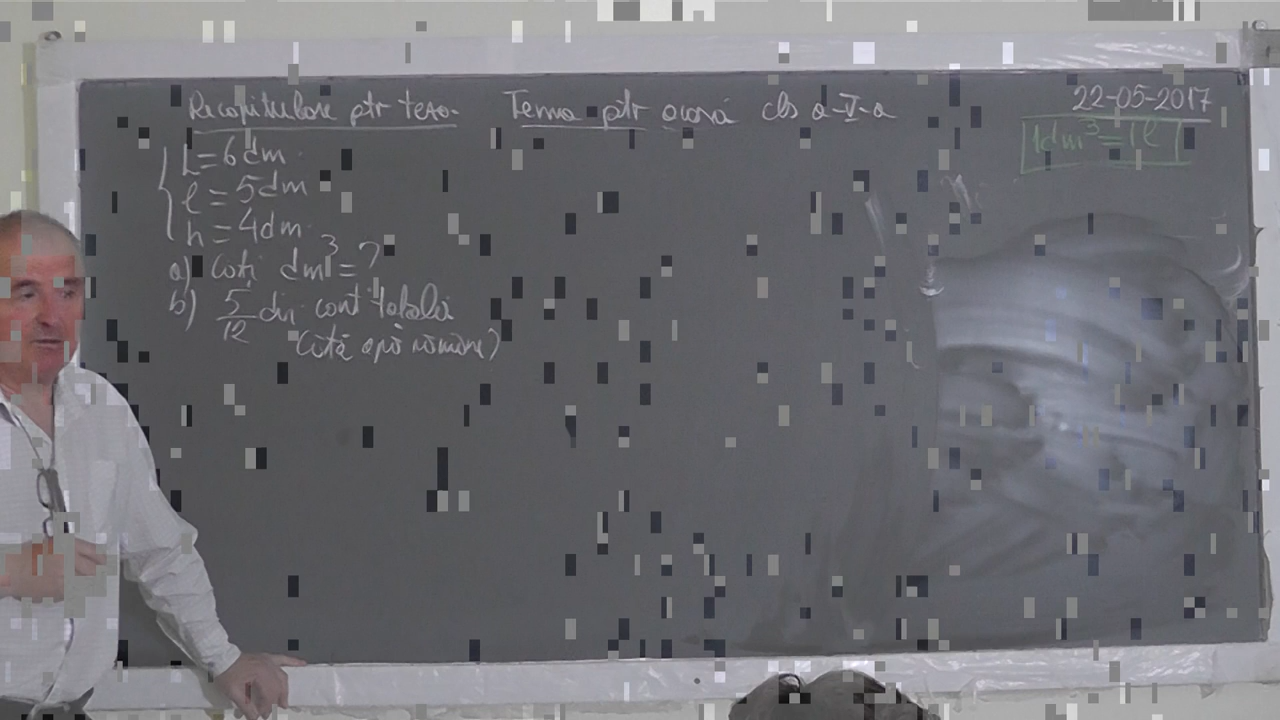 Recapitulare ptr teza. Tema ptr acasă cls a-V-a 22-05-2017
1dm³=1l
L=6dm.
l=5dm
h=4dm.
a) câți dm³=?
b) 5/12 din cant totală
(câtă apă rămâne)